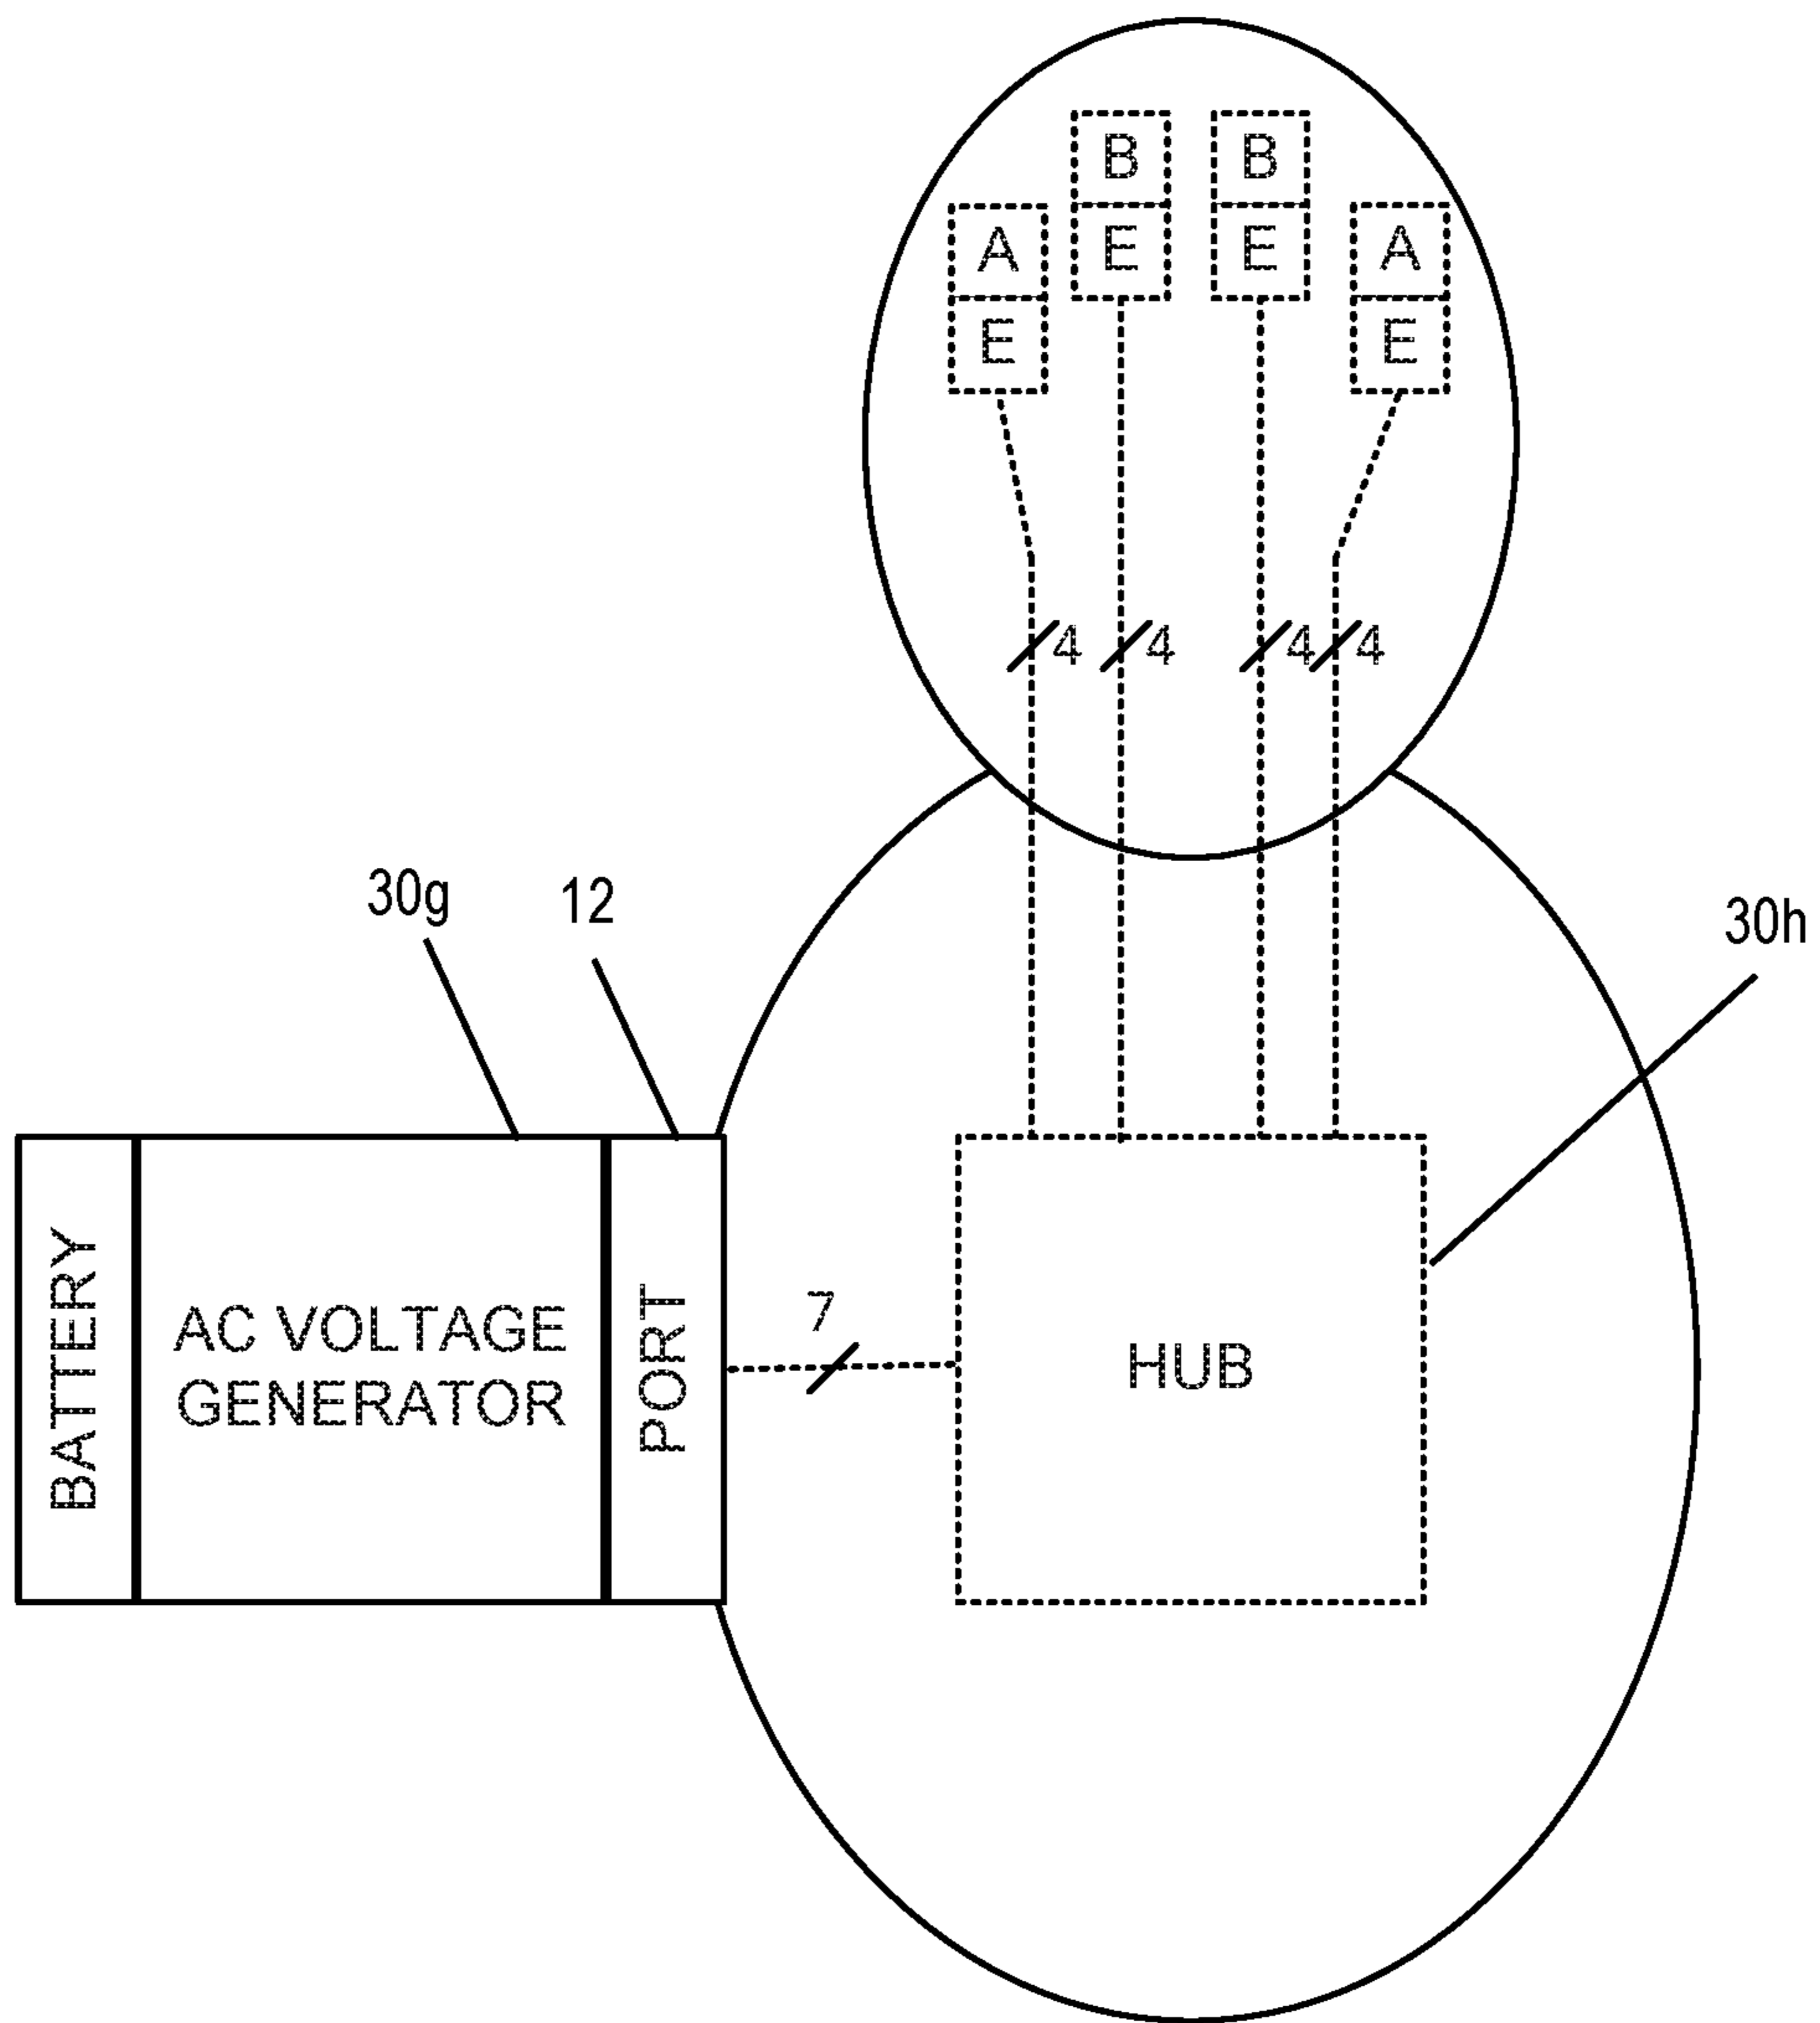 B B
A E E A
E E
4 4 4 4
30g 12
30h
BATTERY
AC VOLTAGE
GENERATOR
PORT
7
HUB